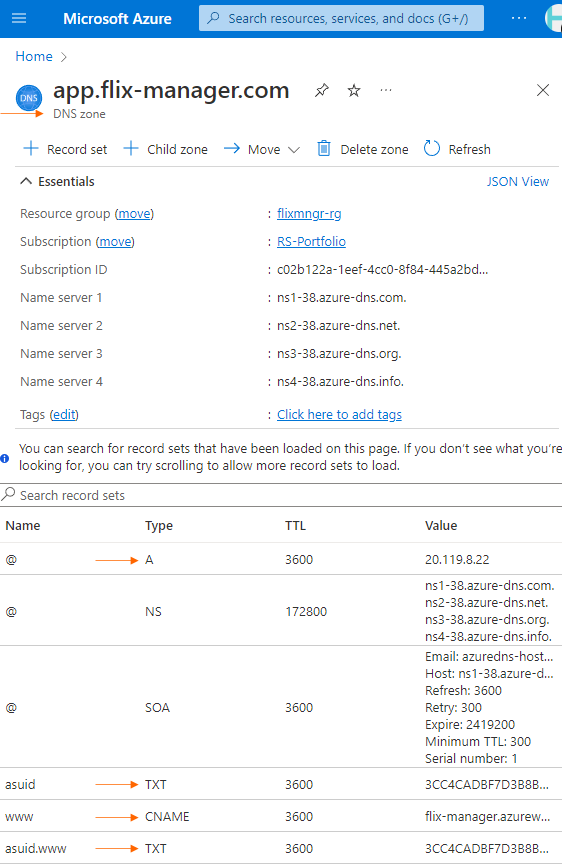 Microsoft Azure
Search resources, services, and docs (G+/)
Home
DNS
app.flix-manager.com
DNS zone
Record set
Child zone
Move
Delete zone
Refresh
Essentials
JSON View
Resource group (move) : flixmngr-rg
Subscription (move) : RS-Portfolio
Subscription ID : c02b122a-1eef-4cc0-8f84-445a2bd...
Name server 1 : ns1-38.azure-dns.com.
Name server 2 : ns2-38.azure-dns.net.
Name server 3 : ns3-38.azure-dns.org.
Name server 4 : ns4-38.azure-dns.info.
Tags (edit) : Click here to add tags
You can search for record sets that have been loaded on this page. If you don't see what you're
looking for, you can try scrolling to allow more record sets to load.
Search record sets
Name Type TTL Value
@ A 3600 20.119.8.22
@ NS 172800 ns1-38.azure-dns.com.
ns2-38.azure-dns.net.
ns3-38.azure-dns.org.
ns4-38.azure-dns.info.
@ SOA 3600 Email: azuredns-host...
Host: ns1-38.azure-d...
Refresh: 3600
Retry: 300
Expire: 2419200
Minimum TTL: 300
Serial number: 1
asuid TXT 3600 3CC4CADBF7D3B8B...
www CNAME 3600 flix-manager.azurew...
asuid.www TXT 3600 3CC4CADBF7D3B8B...